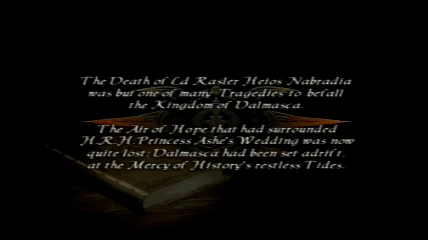 The Death of Ld Rasler Heios Nabradia
was but one of many Tragedies to befall
the Kingdom of Dalmasca.
The Air of Hope that had surrounded
H.R.H. Princess Ashe's Wedding was now
quite lost: Dalmasca had been set adrift,
at the Mercy of History's restless Tides.